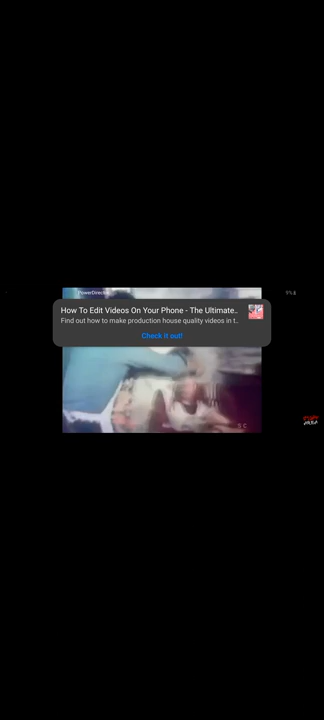 PowerDirector
How To Edit Videos On Your Phone - The Ultimate..
Find out how to make production house quality videos in t..
Check it out!